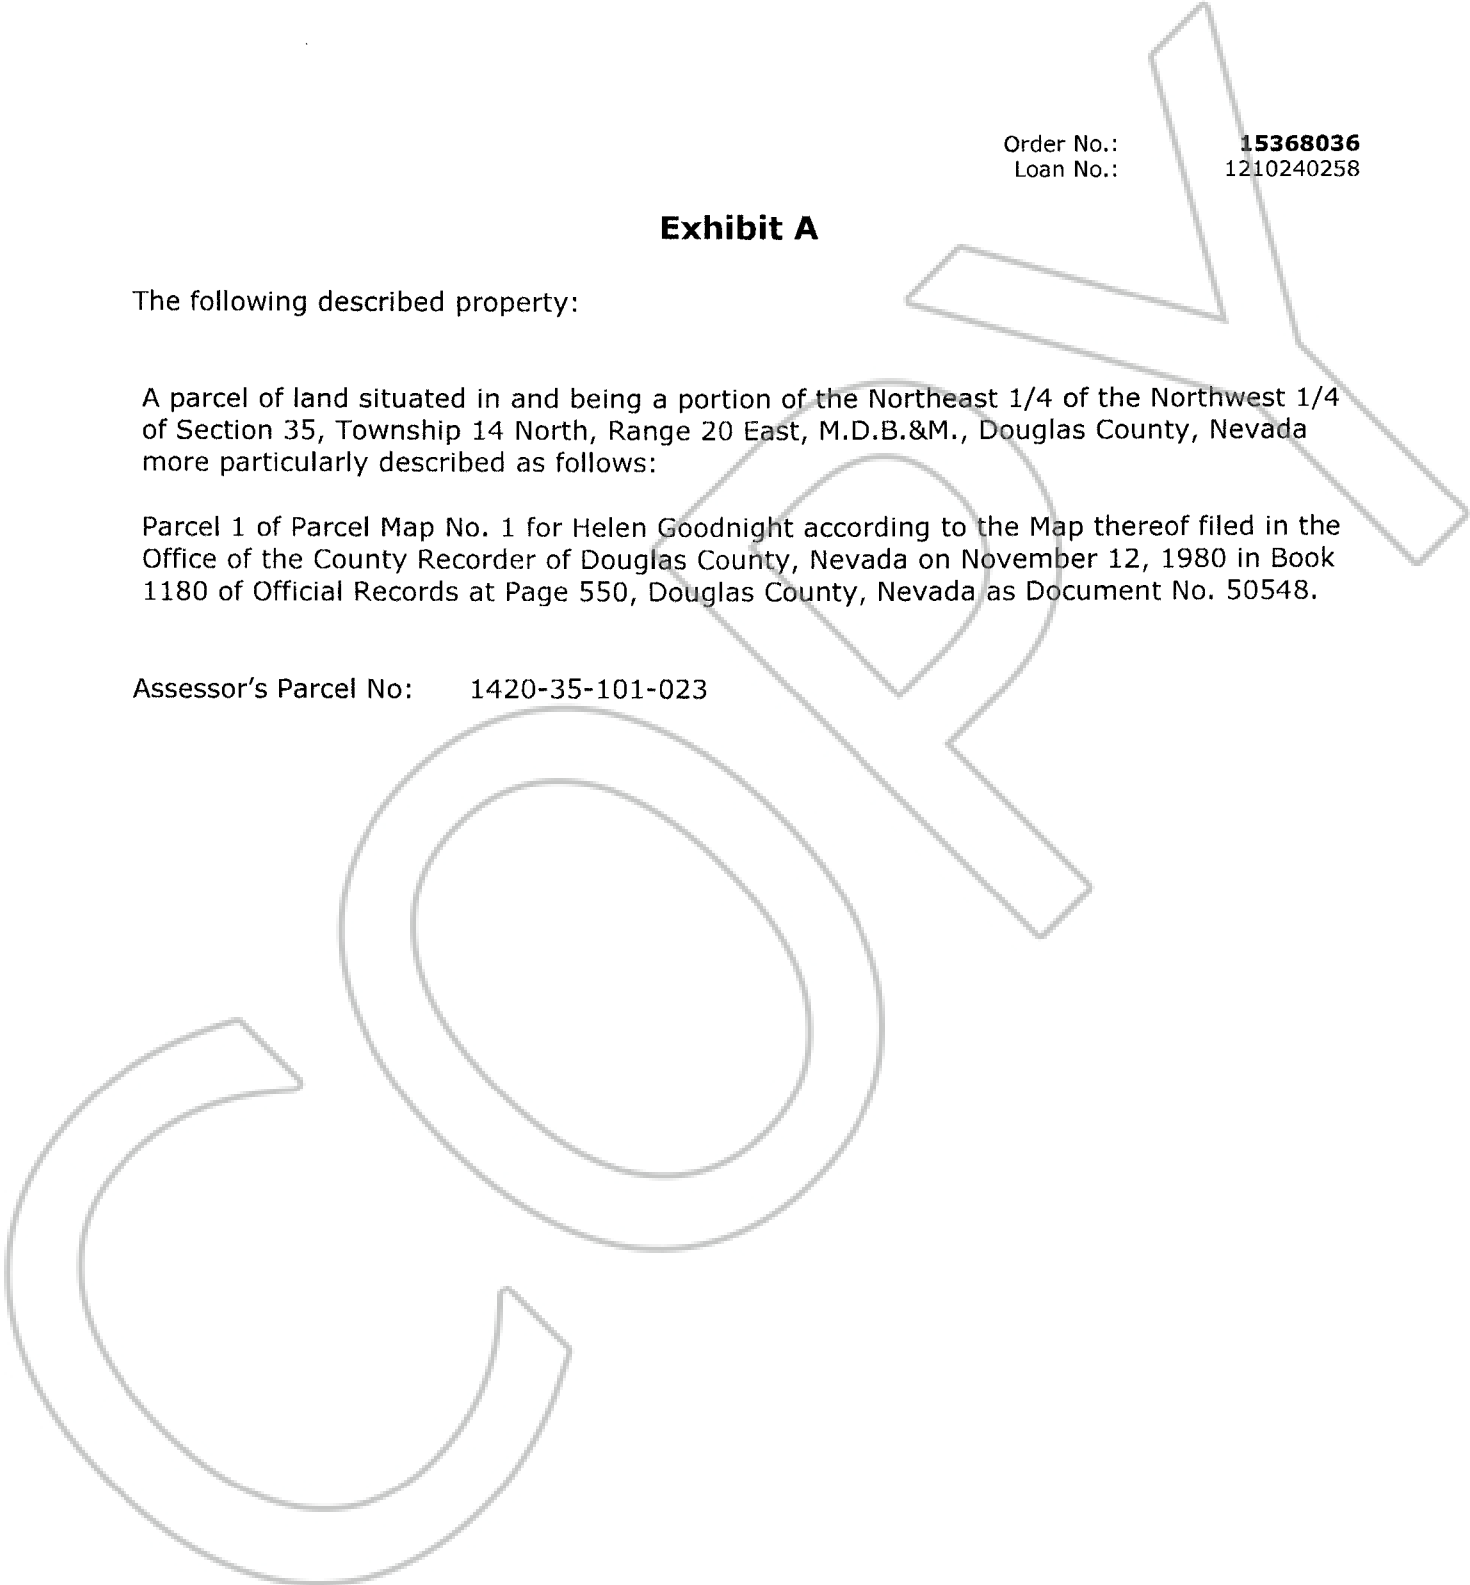 Order No.: 15368036
Loan No.: 1210240258
Exhibit A
The following described property:
A parcel of land situated in and being a portion of the Northeast 1/4 of the Northwest 1/4
of Section 35, Township 14 North, Range 20 East, M.D.B.&M., Douglas County, Nevada
more particularly described as follows:
Parcel 1 of Parcel Map No. 1 for Helen Goodnight according to the Map thereof filed in the
Office of the County Recorder of Douglas County, Nevada on November 12, 1980 in Book
1180 of Official Records at Page 550, Douglas County, Nevada as Document No. 50548.
Assessor's Parcel No: 1420-35-101-023
COPY